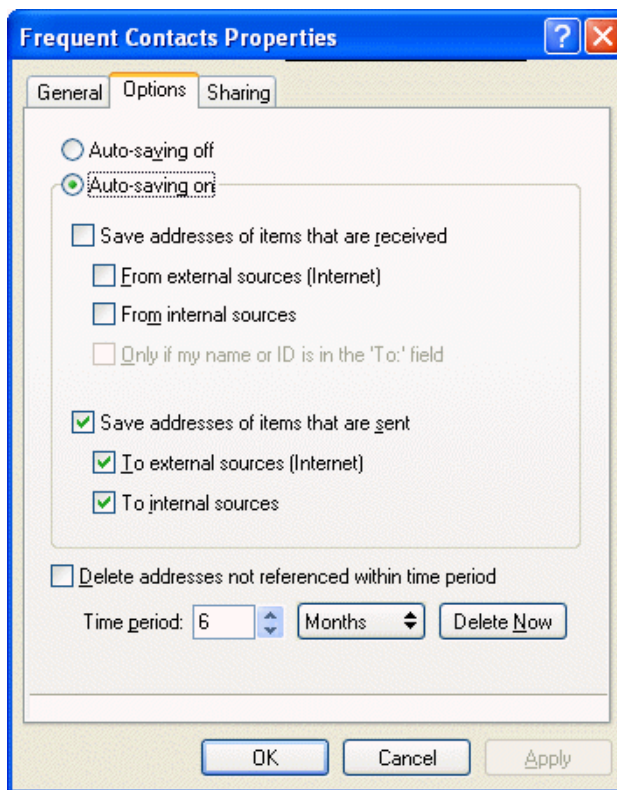 Frequent Contacts Properties
General Options Sharing
Auto-saving off
Auto-saving on
Save addresses of items that are received
From external sources (Internet)
From internal sources
Only if my name or ID is in the 'To:' field
Save addresses of items that are sent
To external sources (Internet)
To internal sources
Delete addresses not referenced within time period
Time period: 6 Months Delete Now
OK Cancel Apply